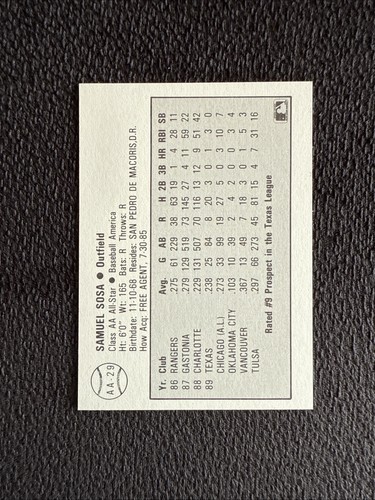 AA-29
SAMUEL SOSA ● Outfield
Class AA All-Star ● Baseball America
Ht: 6'0" Wt: 165 Bats: R Throws: R
Birthdate: 11-10-68 Resides: SAN PEDRO DE MACORIS, D.R.
How Acq: FREE AGENT, 7-30-85
Yr. Club Avg. G AB R H 2B 3B HR RBI SB
86 RANGERS .275 61 229 38 63 19 1 4 28 11
87 GASTONIA .279 129 519 73 145 27 4 11 59 22
88 CHARLOTTE .229 131 507 70 116 13 12 9 51 42
89 TEXAS .238 25 84 8 20 3 0 1 3 0
CHICAGO (A.L.) .273 33 99 19 27 5 0 3 10 7
OKLAHOMA CITY .103 10 39 2 4 2 0 0 3 4
VANCOUVER .367 13 49 7 18 3 0 1 5 3
TULSA .297 66 273 45 81 15 4 7 31 16
Rated #9 Prospect in the Texas League